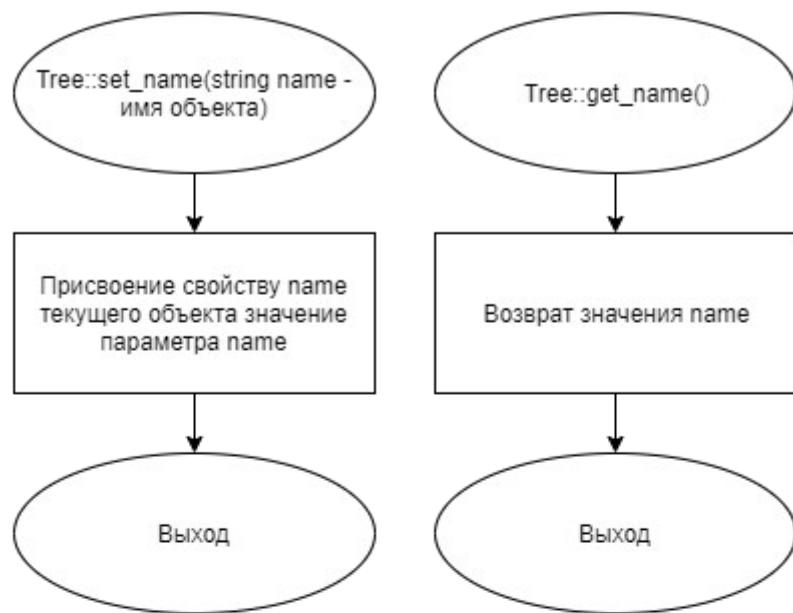 Tree::set_name(string name -
имя объекта)
Присвоение свойству name
текущего объекта значение
параметра name
Выход
Tree::get_name()
Возврат значения name
Выход